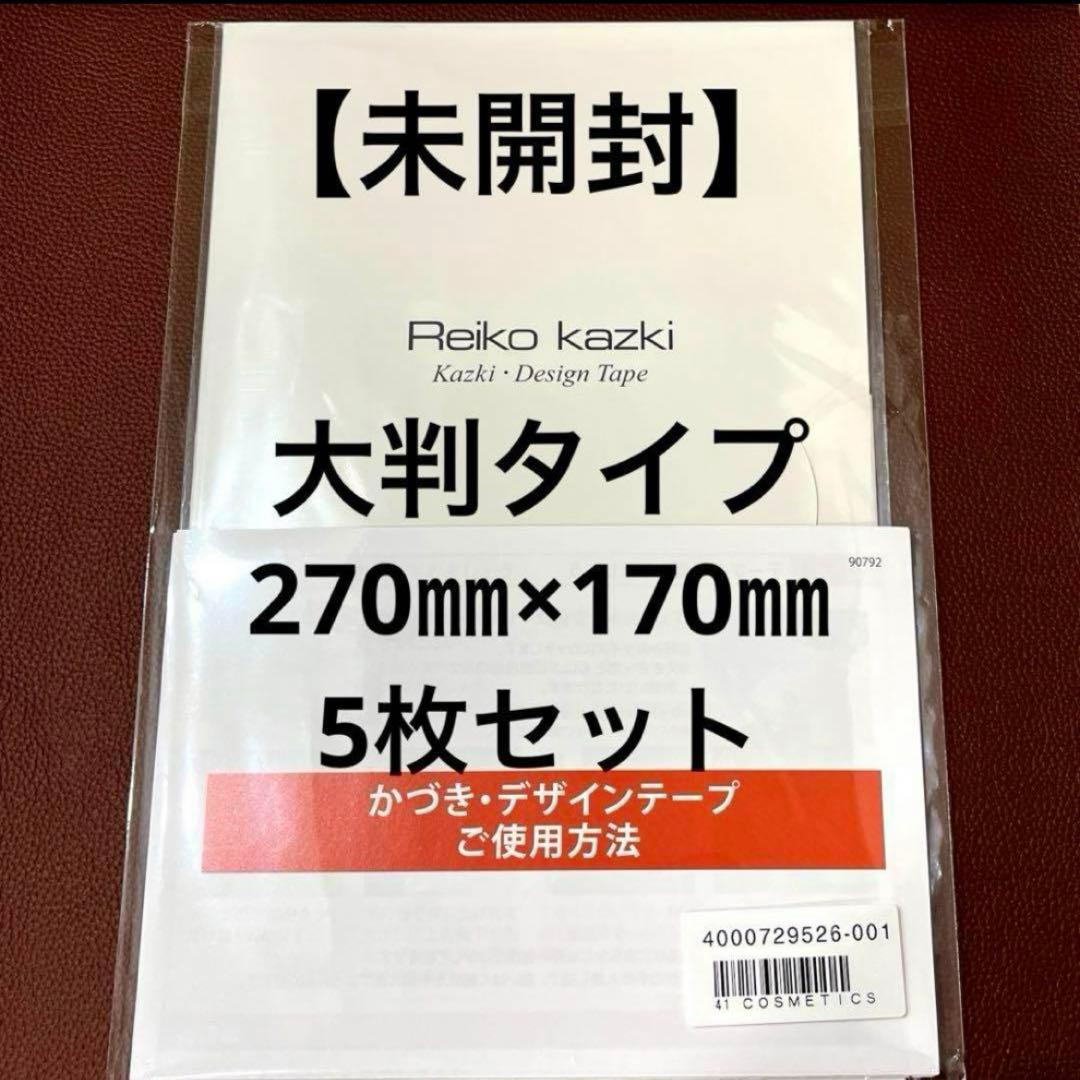 【未開封】
Reiko kazki
Kazki・Design Tape
大判タイプ
90792
270㎜×170㎜
5枚セット
かづき・デザインテープ
ご使用方法
4000729526-001
41 COSMETICS